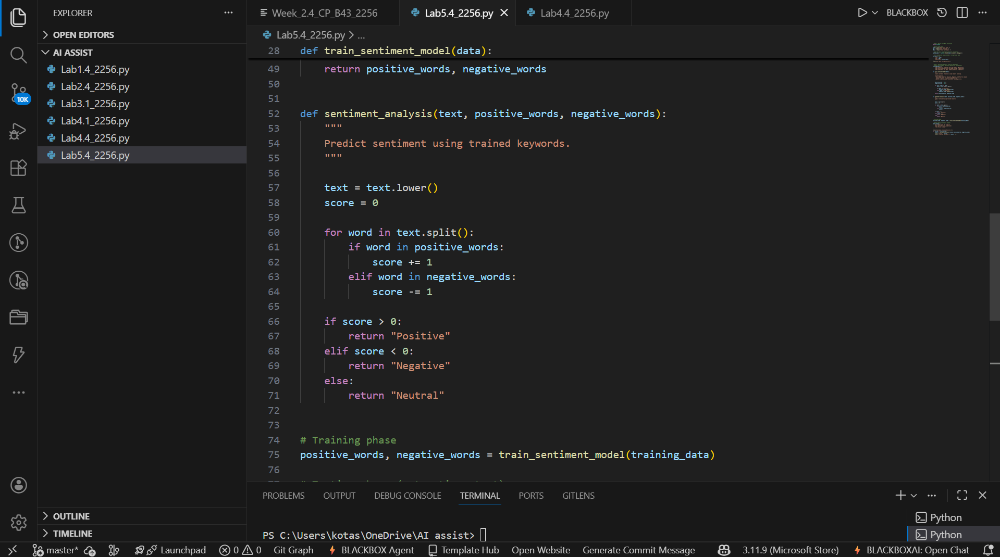 EXPLORER
OPEN EDITORS
AI ASSIST
Lab1.4_2256.py
Lab2.4_2256.py
Lab3.1_2256.py
Lab4.1_2256.py
Lab4.4_2256.py
Lab5.4_2256.py
OUTLINE
TIMELINE
10K
Week_2.4_CP_B43_2256
Lab5.4_2256.py
Lab4.4_2256.py
BLACKBOX
Lab5.4_2256.py > ...
28 def train_sentiment_model(data):
49 return positive_words, negative_words
50
51
52 def sentiment_analysis(text, positive_words, negative_words):
53 """
54 Predict sentiment using trained keywords.
55 """
56
57 text = text.lower()
58 score = 0
59
60 for word in text.split():
61 if word in positive_words:
62 score += 1
63 elif word in negative_words:
64 score -= 1
65
66 if score > 0:
67 return "Positive"
68 elif score < 0:
69 return "Negative"
70 else:
71 return "Neutral"
72
73
74 # Training phase
75 positive_words, negative_words = train_sentiment_model(training_data)
76
PROBLEMS
OUTPUT
DEBUG CONSOLE
TERMINAL
PORTS
GITLENS
PS C:\Users\kotas\OneDrive\AI assist>
Python
Python
master*
Launchpad
0
0
Git Graph
BLACKBOX Agent
Template Hub
Open Website
Generate Commit Message
3.11.9 (Microsoft Store)
BLACKBOXAI: Open Chat